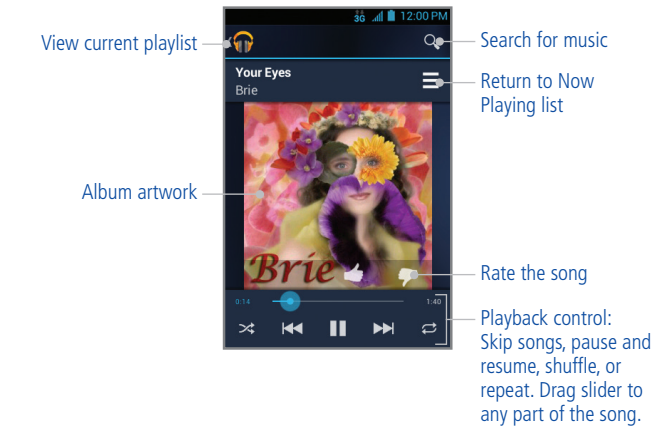 3G 12:00 PM
View current playlist
Search for music
Your Eyes
Brie
Return to Now
Playing list
Album artwork
Brie
Rate the song
0:14 1:40
Playback control:
Skip songs, pause and
resume, shuffle, or
repeat. Drag slider to
any part of the song.